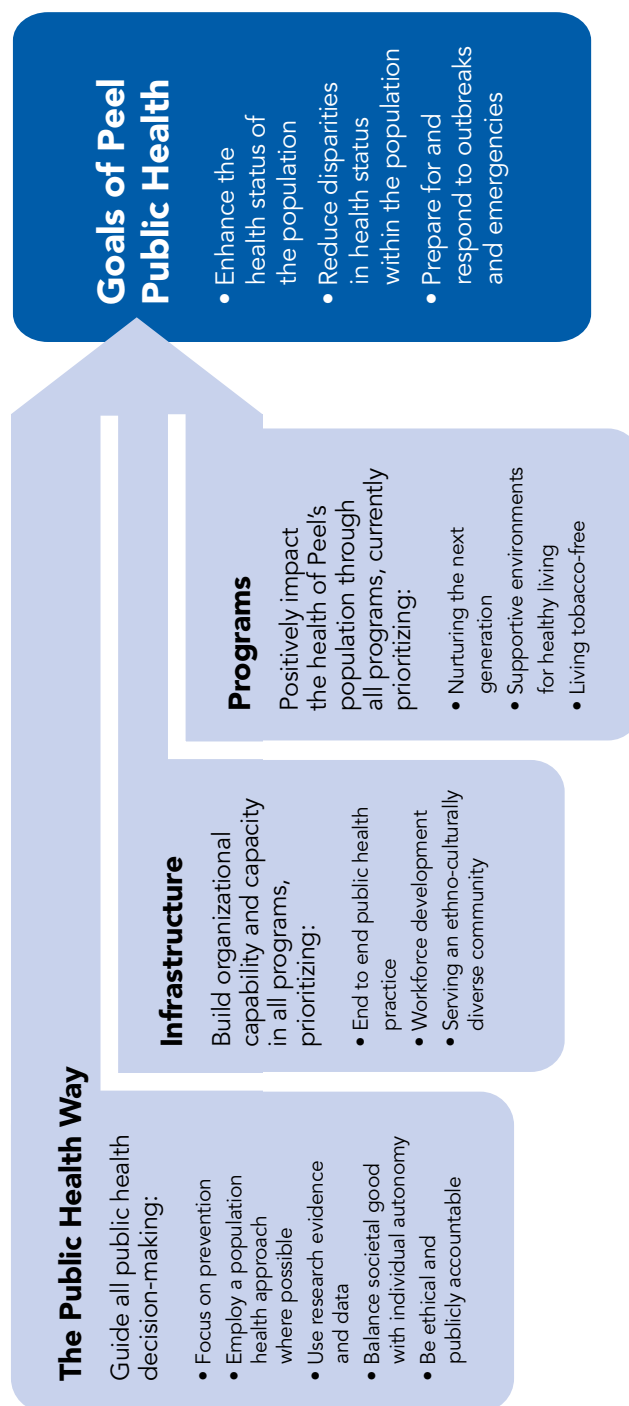 The Public Health Way
Guide all public health
decision-making:
• Focus on prevention
• Employ a population
health approach
where possible
• Use research evidence
and data
• Balance societal good
with individual autonomy
• Be ethical and
publicly accountable
Infrastructure
Build organizational
capability and capacity
in all programs,
prioritizing:
• End to end public health
practice
• Workforce development
• Serving an ethno-culturally
diverse community
Programs
Positively impact
the health of Peel's
population through
all programs, currently
prioritizing:
• Nurturing the next
generation
• Supportive environments
for healthy living
• Living tobacco-free
Goals of Peel
Public Health
• Enhance the
health status of
the population
• Reduce disparities
in health status
within the population
• Prepare for and
respond to outbreaks
and emergencies